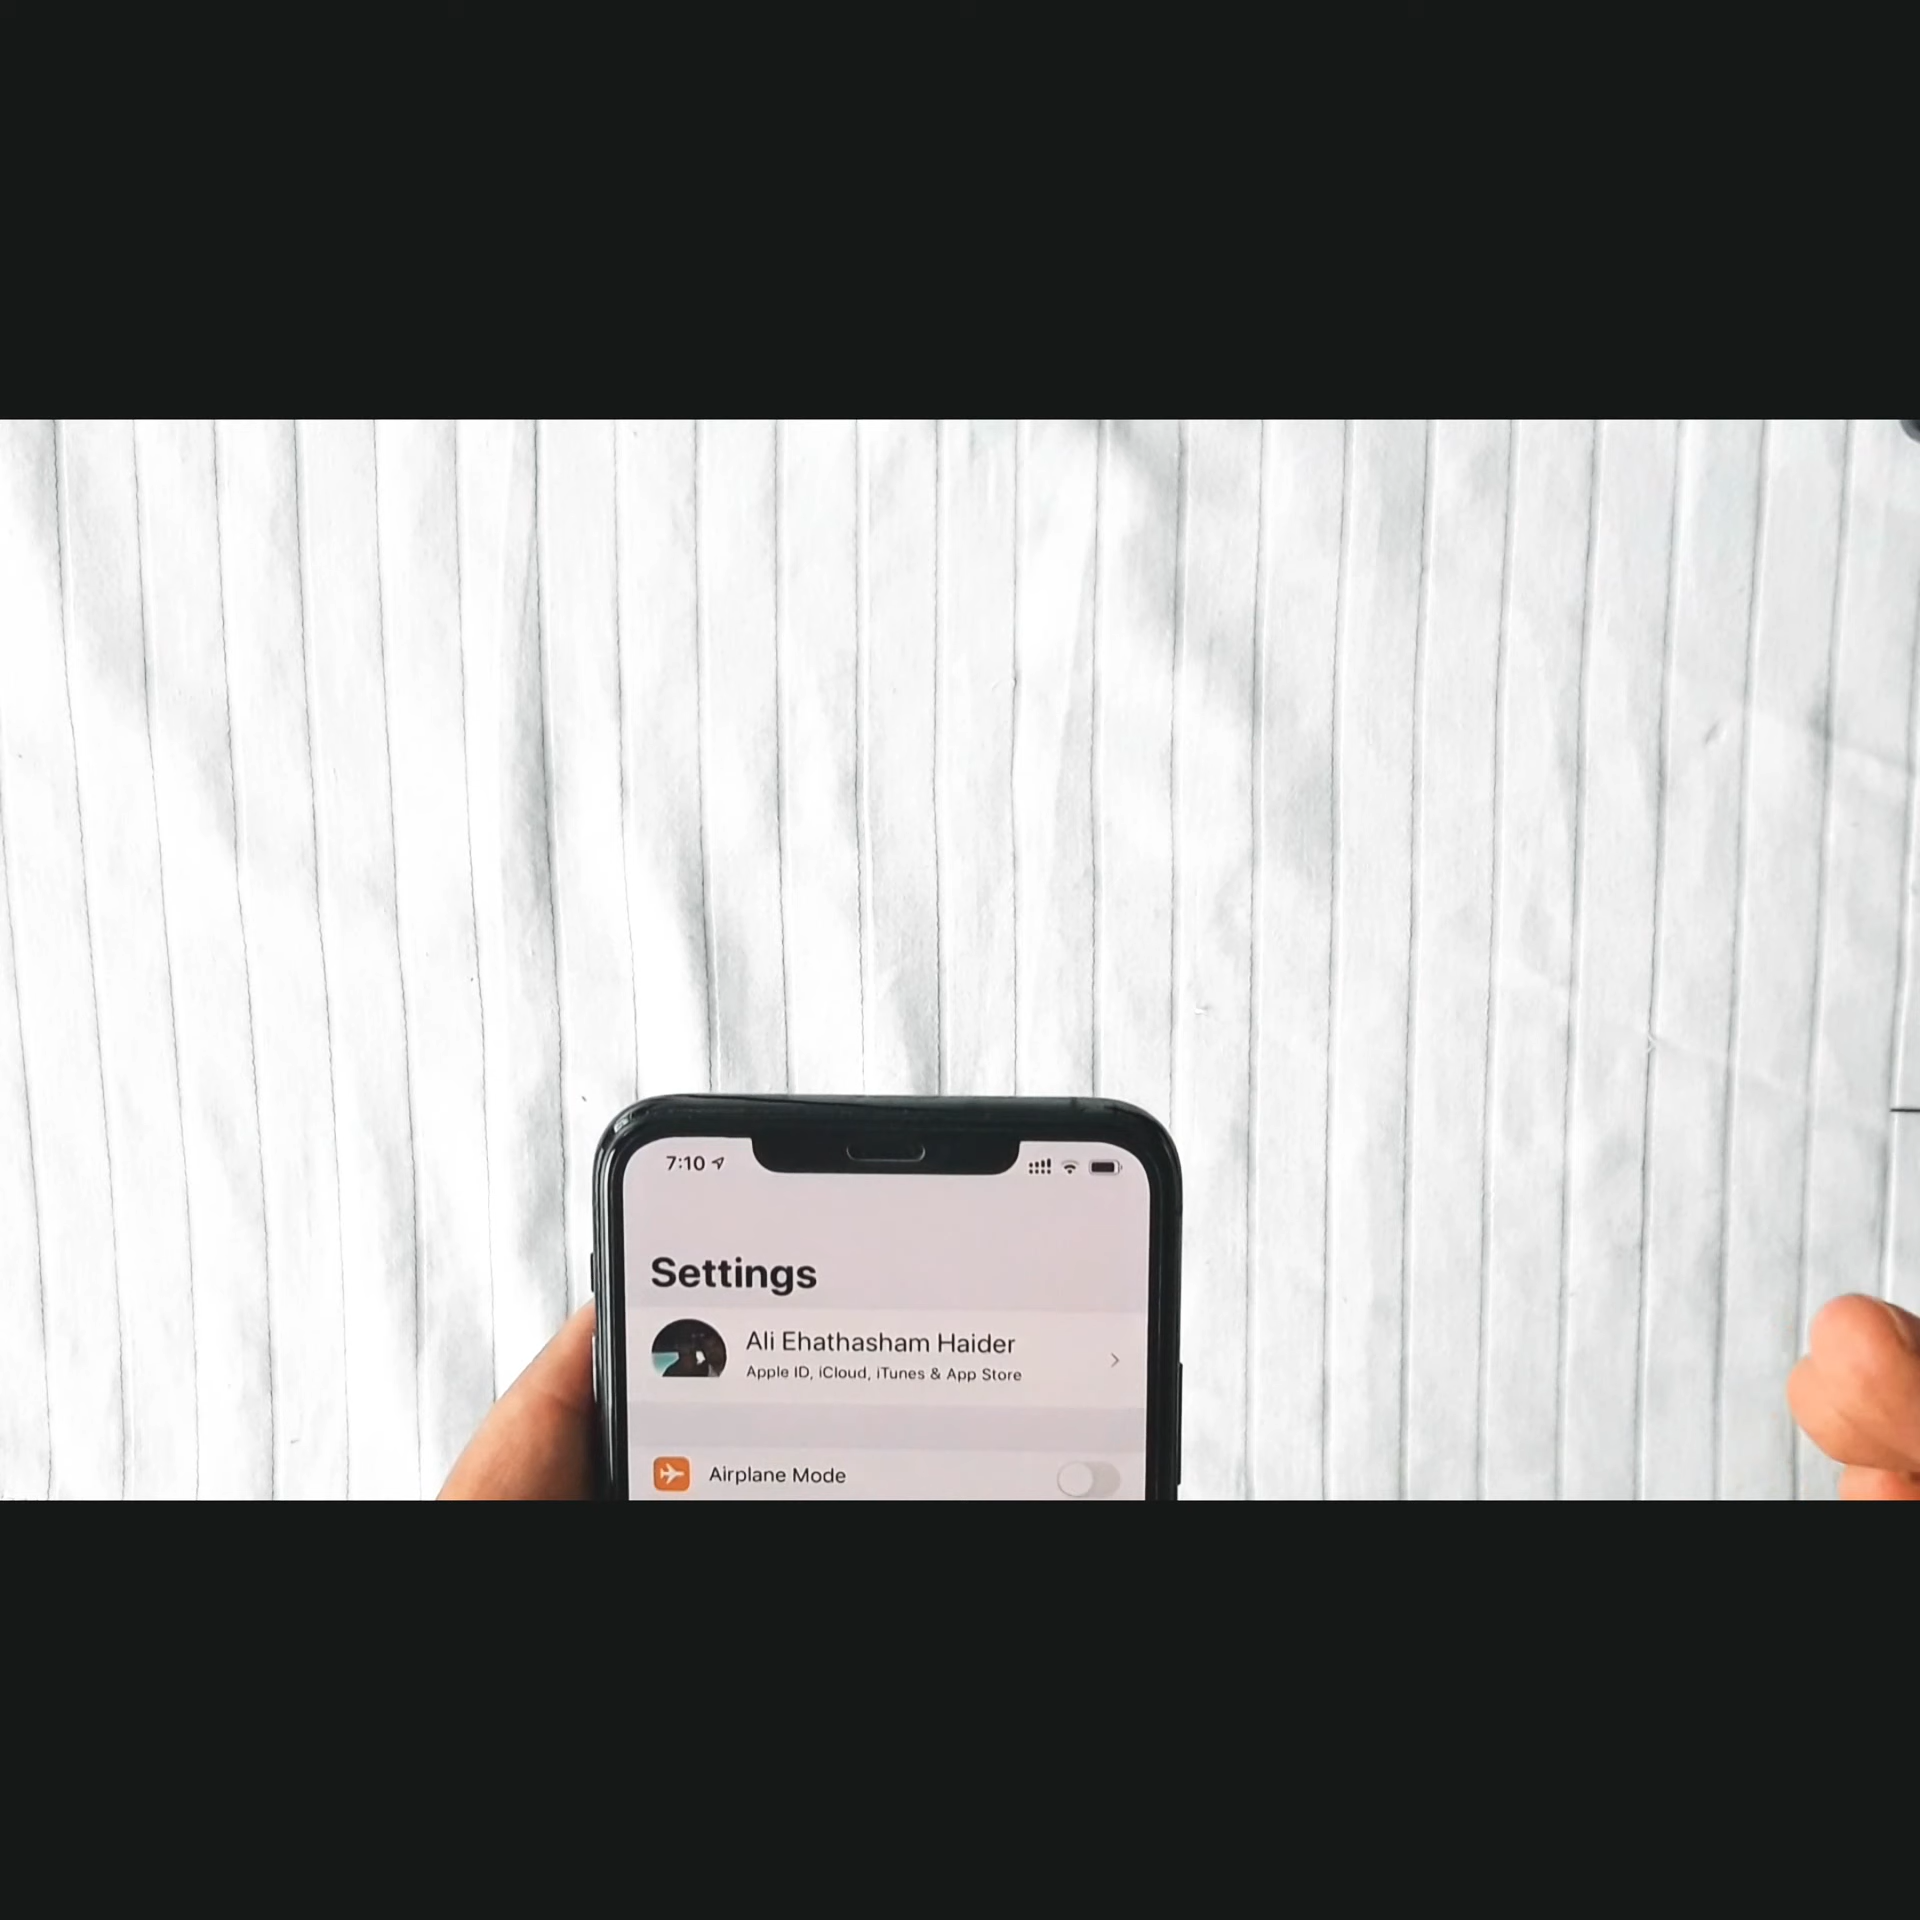 7:10
Settings
Ali Ehathasham Haider
Apple ID, iCloud, iTunes & App Store
Airplane Mode